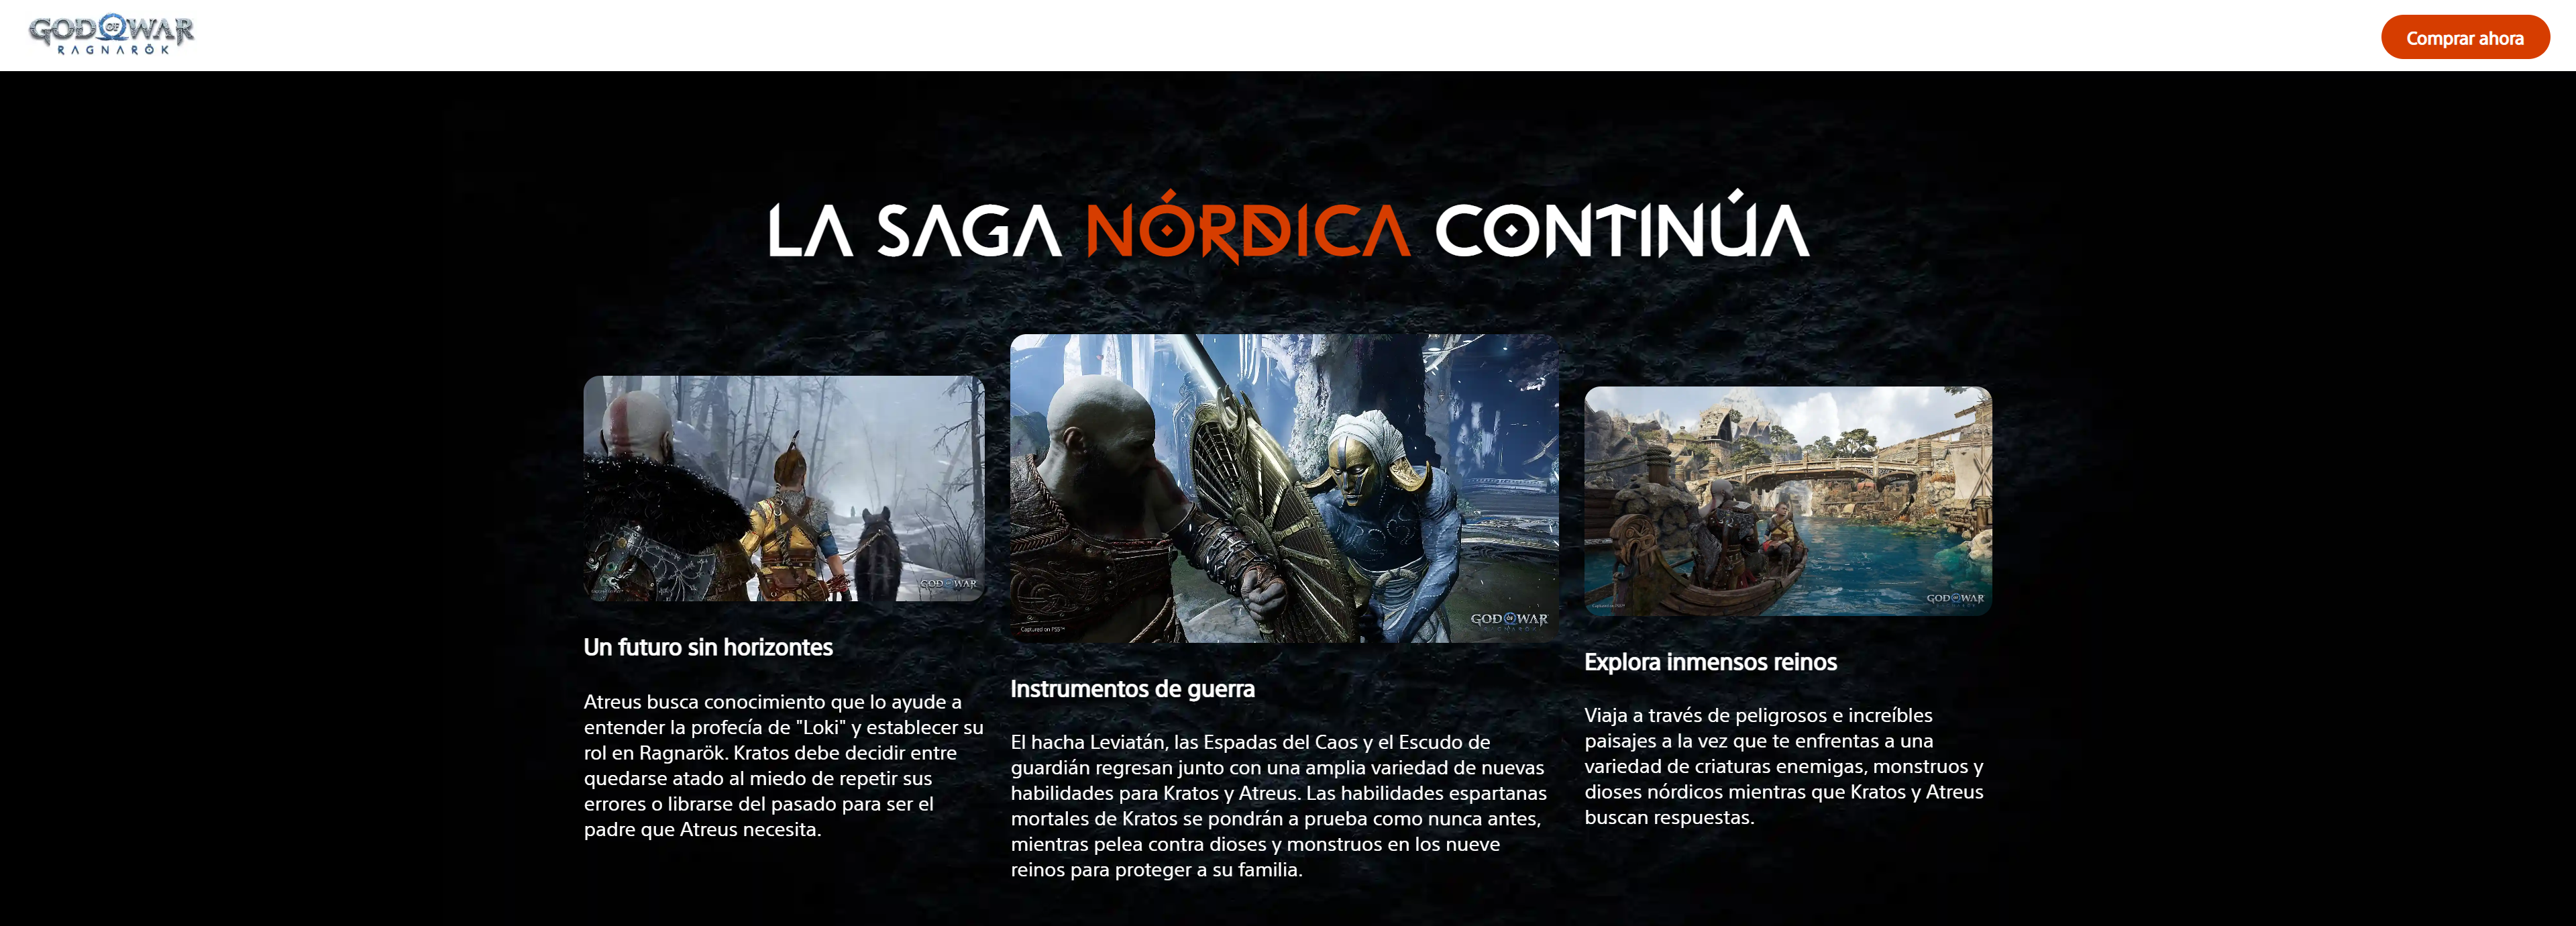 GOD OF WAR
RAGNARÖK
Comprar ahora
LA SAGA NÓRDICA CONTINÚA
GOD OF WAR
Captured on PS5™
GOD OF WAR
RAGNARÖK
Captured on PS5™
GOD OF WAR
Un futuro sin horizontes
Atreus busca conocimiento que lo ayude a
entender la profecía de "Loki" y establecer su
rol en Ragnarök. Kratos debe decidir entre
quedarse atado al miedo de repetir sus
errores o librarse del pasado para ser el
padre que Atreus necesita.
Instrumentos de guerra
El hacha Leviatán, las Espadas del Caos y el Escudo de
guardián regresan junto con una amplia variedad de nuevas
habilidades para Kratos y Atreus. Las habilidades espartanas
mortales de Kratos se pondrán a prueba como nunca antes,
mientras pelea contra dioses y monstruos en los nueve
reinos para proteger a su familia.
Explora inmensos reinos
Viaja a través de peligrosos e increíbles
paisajes a la vez que te enfrentas a una
variedad de criaturas enemigas, monstruos y
dioses nórdicos mientras que Kratos y Atreus
buscan respuestas.